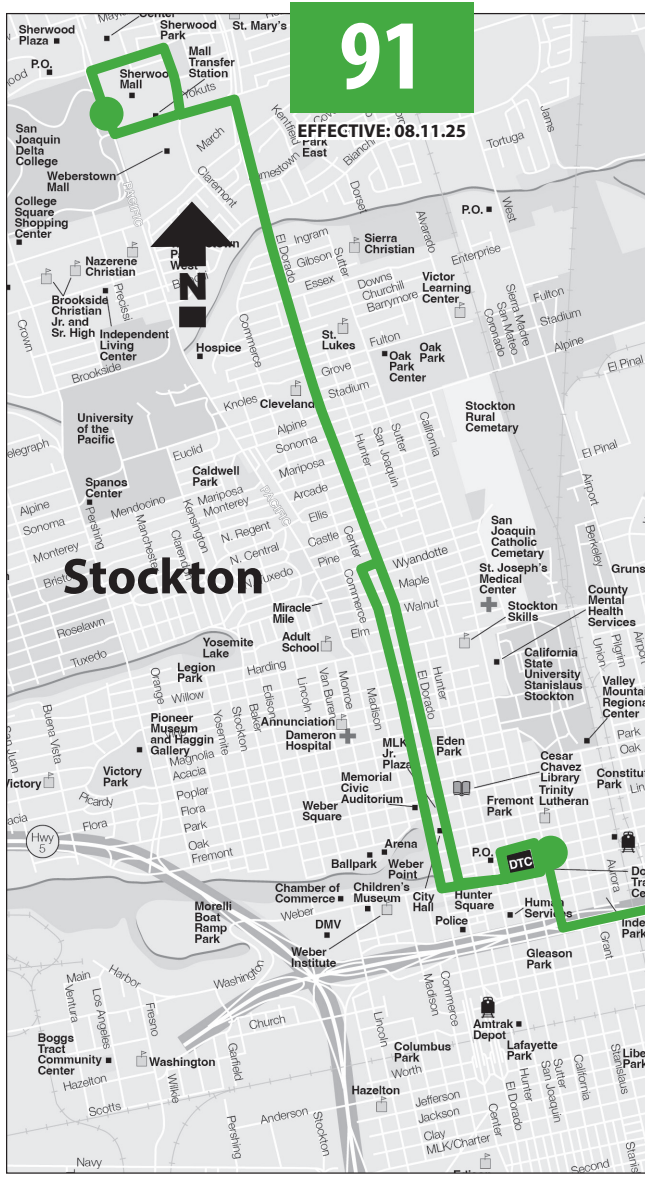 91
EFFECTIVE: 08.11.25
Sherwood
Plaza
Center
Sherwood
Park
St. Mary's
P.O.
Mall
Transfer
Station
Sherwood
Mall
Yokuts
San
Joaquin
Delta
College
March
Kentfield
Park
East
Bianchi
Tortuga
Jams
Weberstown
Mall
Claremont
PACIFIC
Dorset
Alvarado
P.O.
West
College
Square
Shopping
Center
N
El Dorado
Ingram
Gibson
Sutter
Essex
Sierra
Christian
Enterprise
Nazerene
Christian
West
Downs
Churchill
Barrymore
Victor
Learning
Center
Sierra Madre
San Mateo
Coronado
Fulton
Stadium
Alpine
Brookside
Christian
Jr. and
Sr. High
Precissi
Independent
Living
Center
Crown
Brookside
Hospice
Commerce
St.
Lukes
Fulton
Oak
Park
Center
Oak
Park
Grove
Stadium
El Pinal
Knoles
Cleveland
University
of the
Pacific
Stockton
Rural
Cemetary
Alpine
Sonoma
Mariposa
Arcade
Ellis
Castle
Pine
Hunter
San Joaquin
Sutter
California
El Pinal
Euclid
Caldwell
Park
Mariposa
Monterey
PACIFIC
Spanos
Center
Mendocino
Kensington
Pershing
Manchester
Clarendon
N. Regent
N. Central
N. Tuxedo
Center
Alpine
Sonoma
Monterey
Bristol
Airport
Berkeley
San
Joaquin
Catholic
Cemetary
Wyandotte
Maple
Walnut
St. Joseph's
Medical
Center
Gruns
Stockton
County
Mental
Health
Services
Stockton
Skills
Commerce
Elm
Miracle
Mile
Adult
School
Roselawn
Tuxedo
Yosemite
Lake
Legion
Park
Harding
Willow
Orange
California
State
University
Stanislaus
Stockton
Union
Pilgrim
Airport
Valley
Mountain
Regional
Center
Hunter
El Dorado
Edison
Lincoln
Van Buren
Monroe
Madison
Baker
Stockton
Yosemite
Buena Vista
San Juan
Pioneer
Museum
and Haggin
Gallery
Annunciation
Dameron
Hospital
MLK
Jr.
Plaza
Eden
Park
Park
Oak
Victory
Victory
Park
Magnolia
Acacia
Poplar
Flora
Park
Oak
Fremont
Memorial
Civic
Auditorium
Weber
Square
Cesar
Chavez
Library
Trinity
Lutheran
Fremont
Park
Picardy
Flora
Hwy
5
Arena
Ballpark
Weber
Point
P.O.
DTC
Aurora
Chamber of
Commerce
Children's
Museum
City
Hall
Hunter
Square
Human
Services
Morelli
Boat
Ramp
Park
Weber
DMV
Police
Weber
Institute
Gleason
Park
Grant
Washington
Main
Ventura
Los Angeles
Harbor
Fresno
Madison
Commerce
Church
Lincoln
Amtrak
Depot
Boggs
Tract
Community
Center
Washington
Garfield
Wilkie
Columbus
Park
Lafayette
Park
Worth
Hazelton
Hazelton
Scotts
Pershing
Anderson
Stockton
Jefferson
Jackson
Clay
MLK/Charter
Center
El Dorado
Hunter
San Joaquin
Sutter
California
Stanislaus
Navy
Second